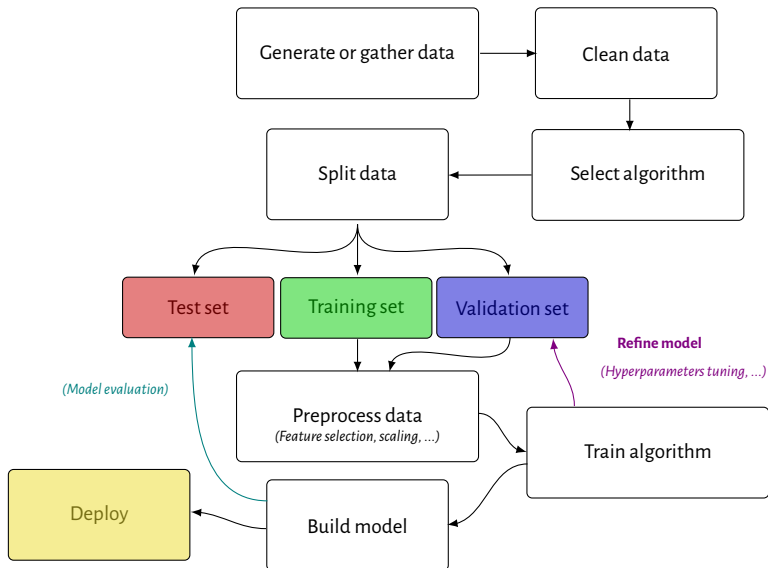 Generate or gather data
Clean data
Split data
Select algorithm
Test set
Training set
Validation set
Refine model
(Hyperparameters tuning, ...)
(Model evaluation)
Preprocess data
(Feature selection, scaling, ...)
Train algorithm
Deploy
Build model